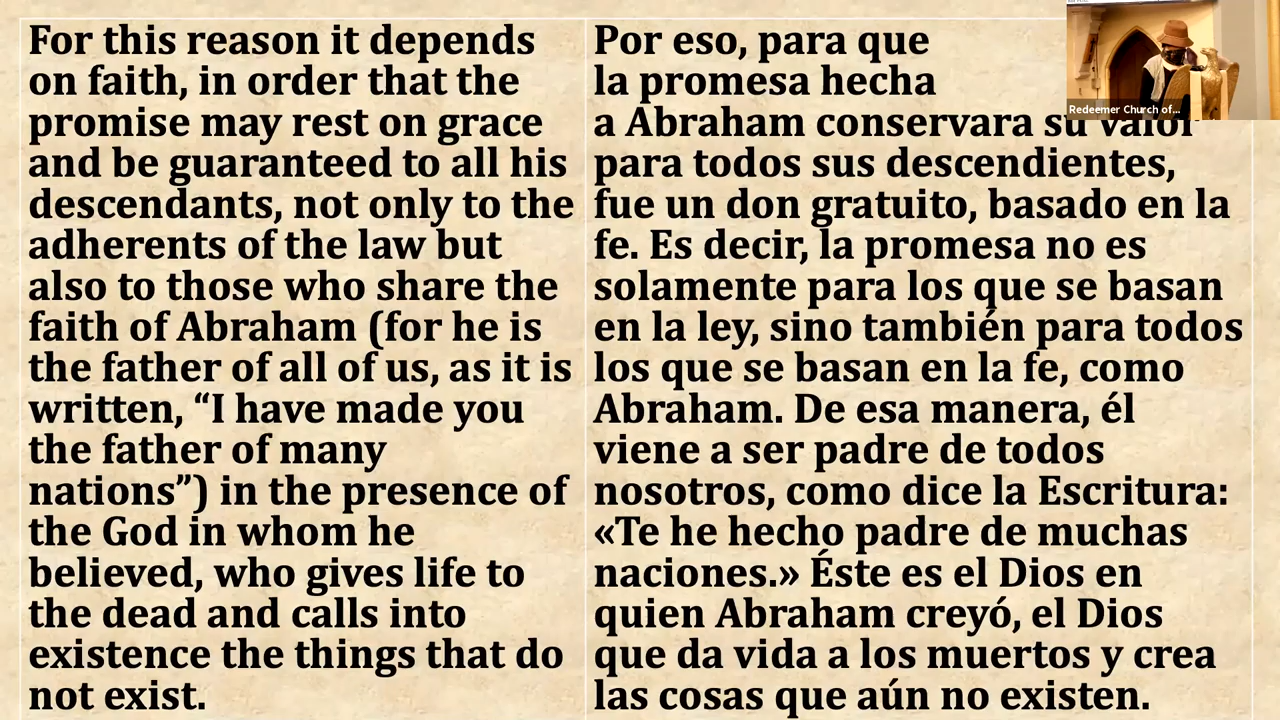 For this reason it depends
on faith, in order that the
promise may rest on grace
and be guaranteed to all his
descendants, not only to the
adherents of the law but
also to those who share the
faith of Abraham (for he is
the father of all of us, as it is
written, “I have made you
the father of many
nations”) in the presence of
the God in whom he
believed, who gives life to
the dead and calls into
existence the things that do
not exist.
Por eso, para que
la promesa hecha
a Abraham conservara su valor
para todos sus descendientes,
fue un don gratuito, basado en la
fe. Es decir, la promesa no es
solamente para los que se basan
en la ley, sino también para todos
los que se basan en la fe, como
Abraham. De esa manera, él
viene a ser padre de todos
nosotros, como dice la Escritura:
«Te he hecho padre de muchas
naciones.» Éste es el Dios en
quien Abraham creyó, el Dios
que da vida a los muertos y crea
las cosas que aún no existen.
Redeemer Church of...